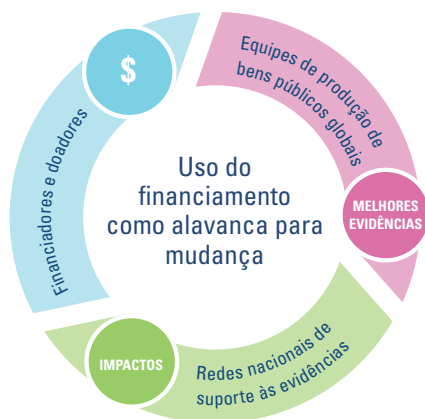 $
Financiadores e doadores
Equipes de produção de
bens públicos globais
MELHORES
EVIDÊNCIAS
Uso do
financiamento
como alavanca para
mudança
IMPACTOS
Redes nacionais de
suporte às evidências